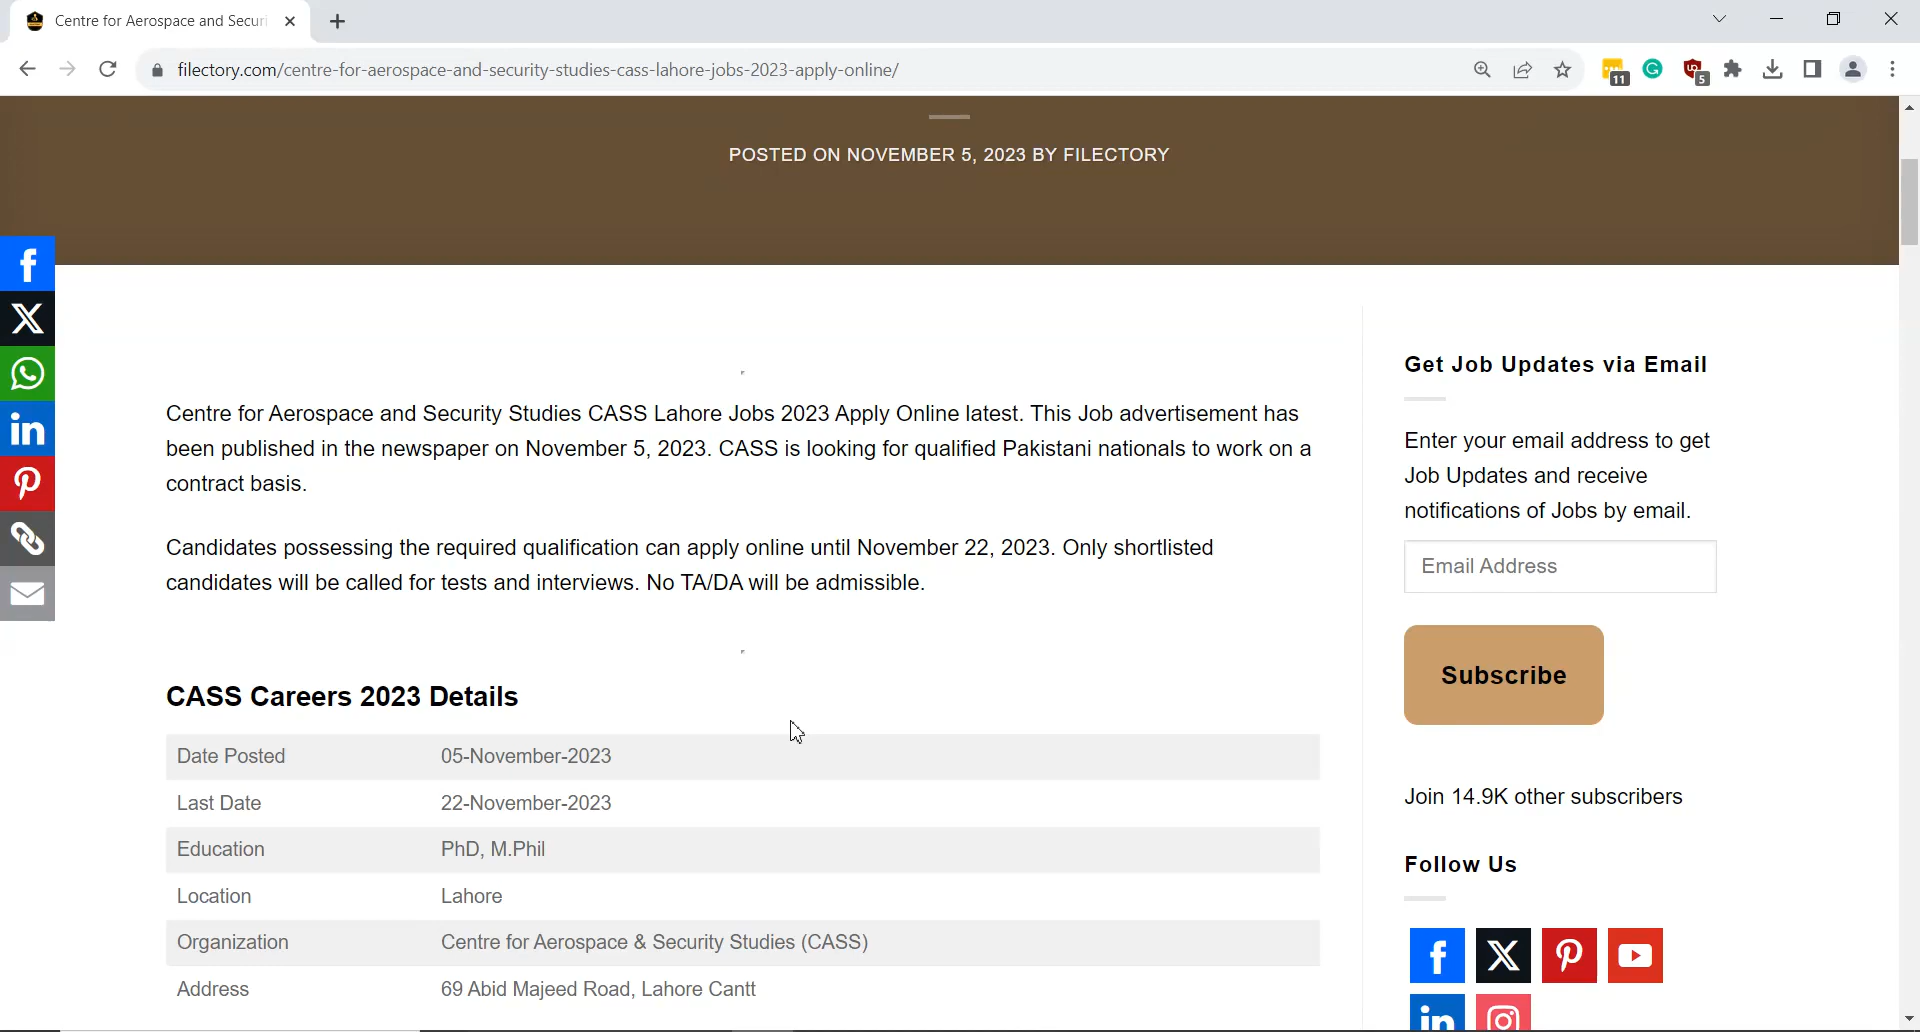 Centre for Aerospace and Securi
filectory.com/centre-for-aerospace-and-security-studies-cass-lahore-jobs-2023-apply-online/
11
5
POSTED ON NOVEMBER 5, 2023 BY FILECTORY
Centre for Aerospace and Security Studies CASS Lahore Jobs 2023 Apply Online latest. This Job advertisement has
been published in the newspaper on November 5, 2023. CASS is looking for qualified Pakistani nationals to work on a
contract basis.
Candidates possessing the required qualification can apply online until November 22, 2023. Only shortlisted
candidates will be called for tests and interviews. No TA/DA will be admissible.
CASS Careers 2023 Details
Date Posted 05-November-2023
Last Date 22-November-2023
Education PhD, M.Phil
Location Lahore
Organization Centre for Aerospace & Security Studies (CASS)
Address 69 Abid Majeed Road, Lahore Cantt
Get Job Updates via Email
Enter your email address to get
Job Updates and receive
notifications of Jobs by email.
Email Address
Subscribe
Join 14.9K other subscribers
Follow Us